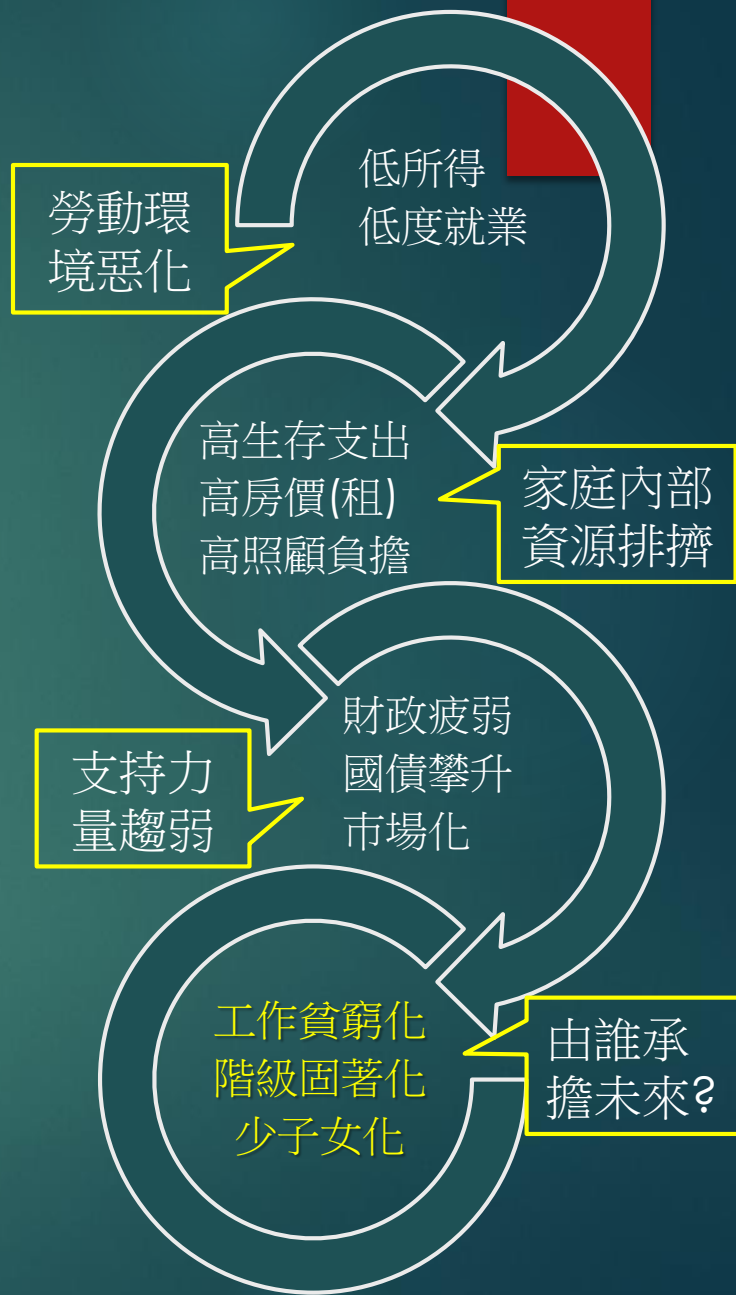 低所得
低度就業
勞動環
境惡化
高生存支出
高房價(租)
高照顧負擔
家庭內部
資源排擠
財政疲弱
國債攀升
市場化
支持力
量趨弱
工作貧窮化
階級固著化
少子女化
由誰承
擔未來?